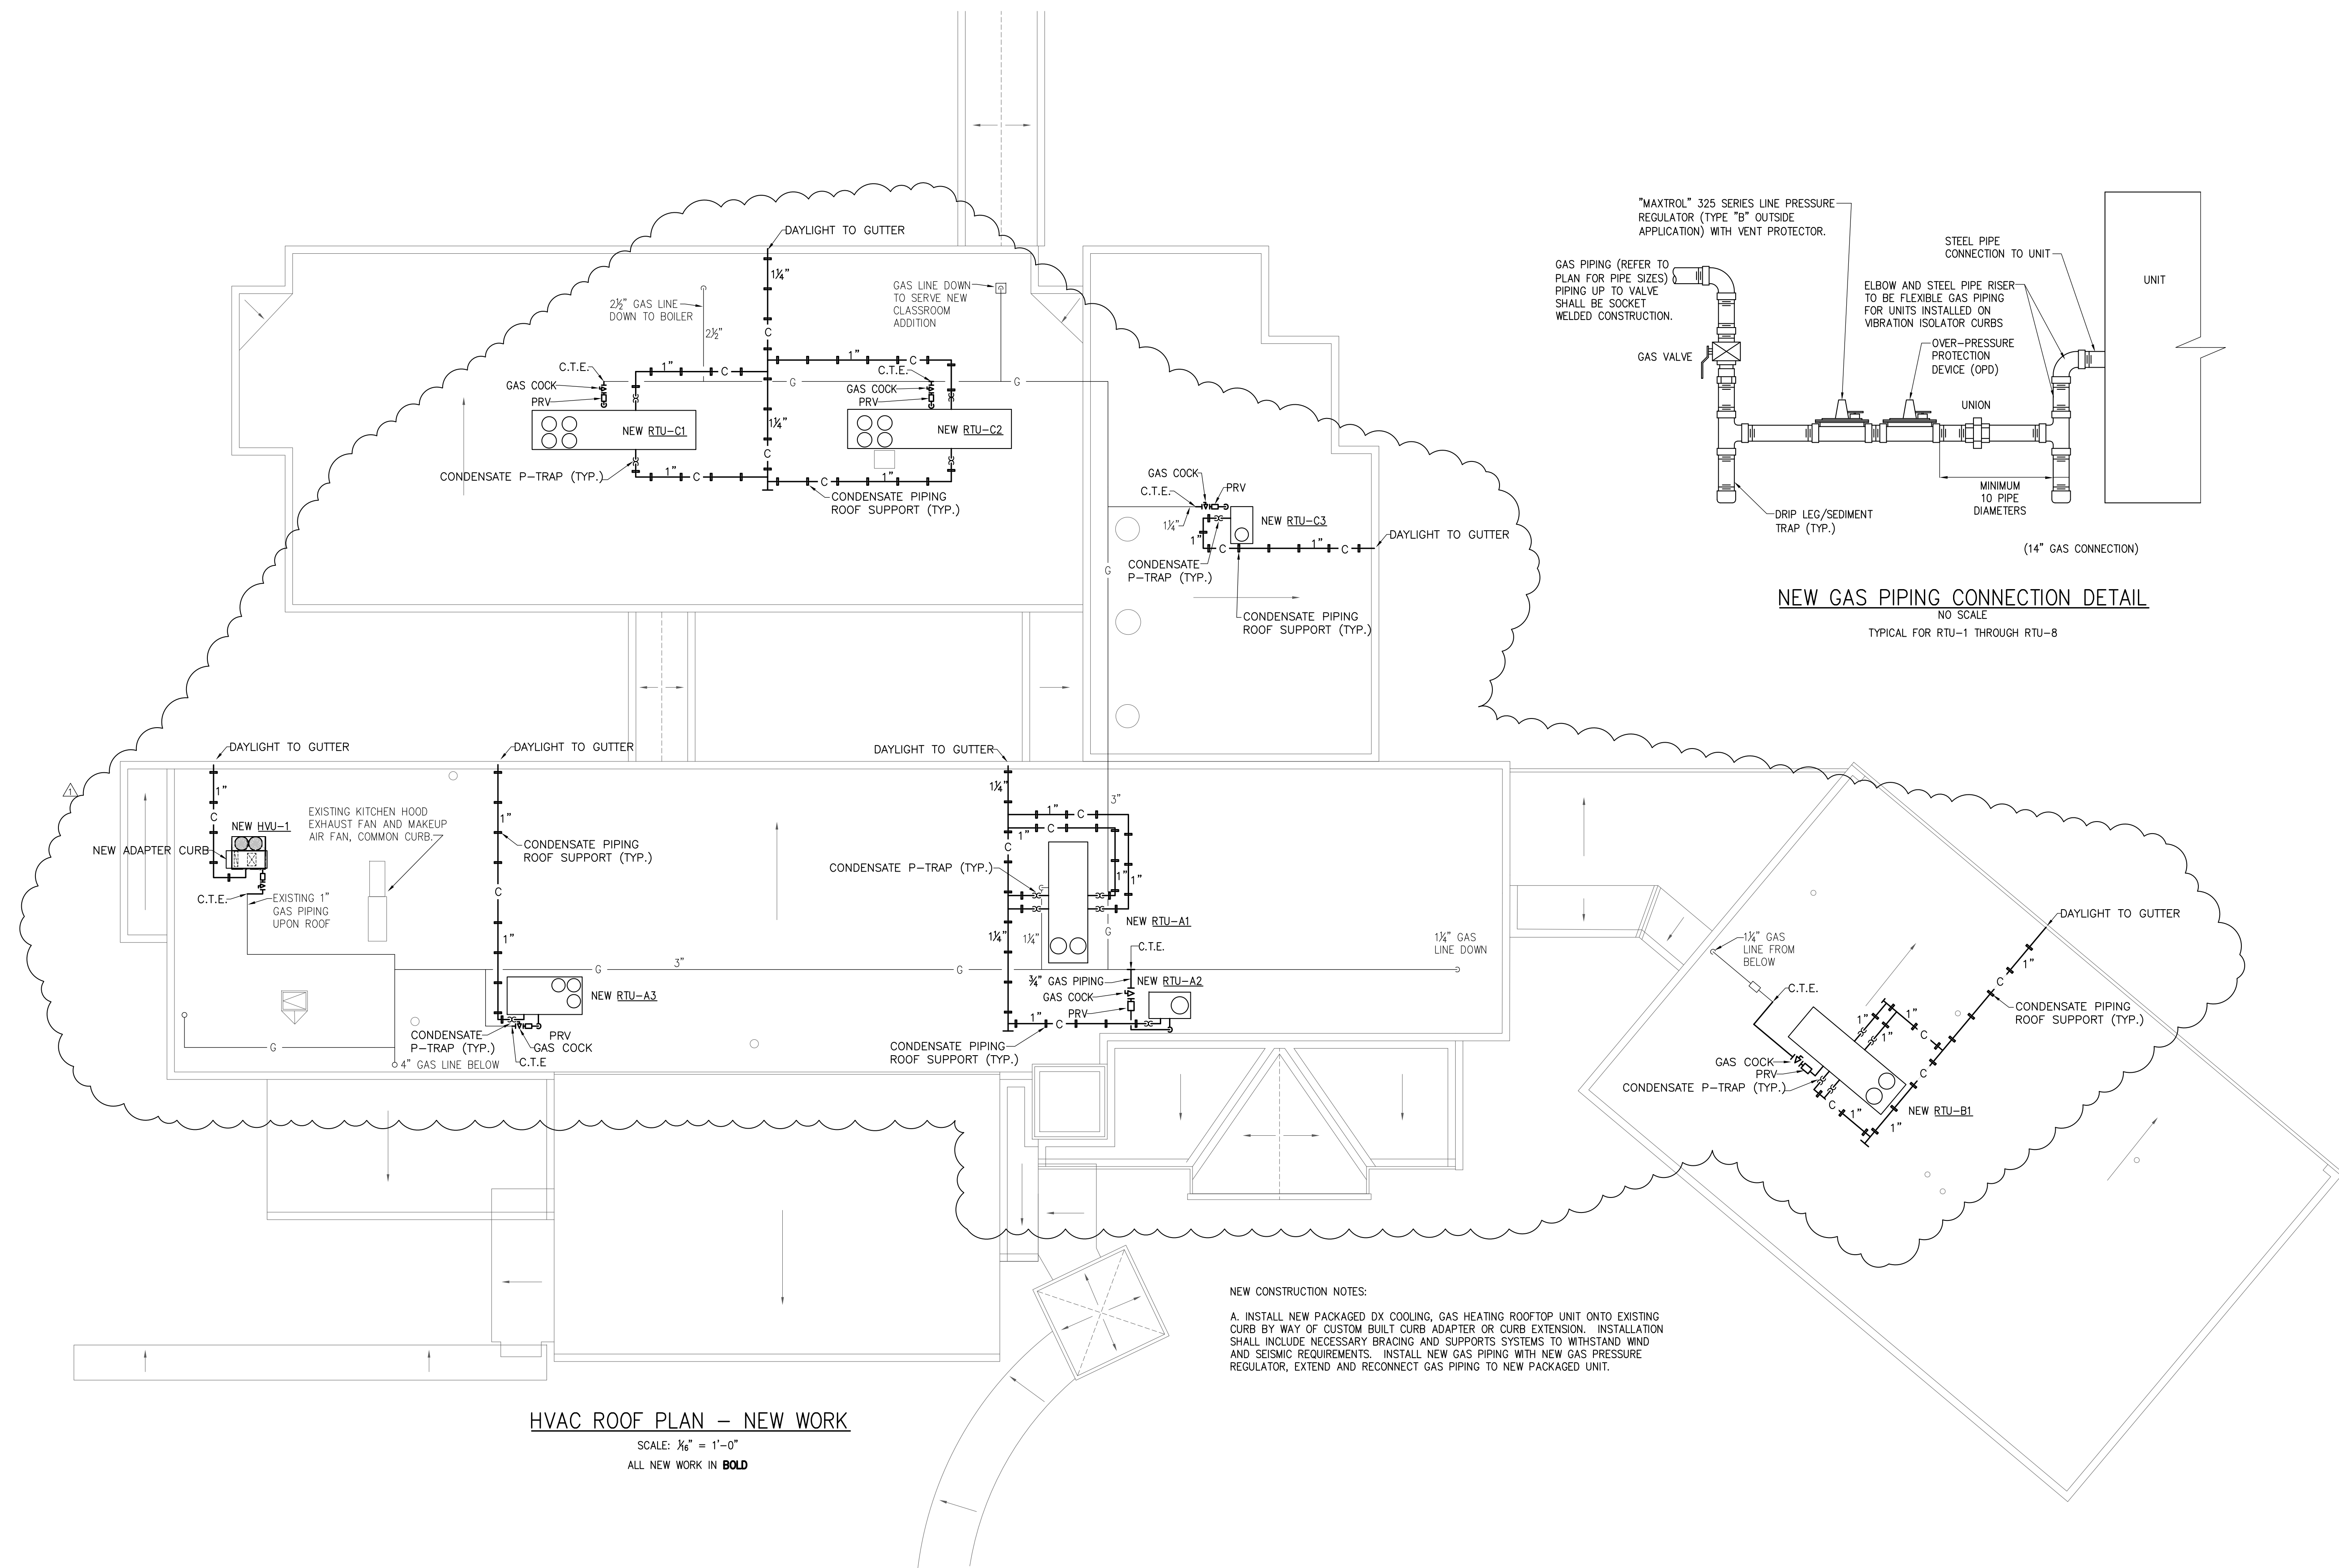 DAYLIGHT TO GUTTER
1¼"
2½" GAS LINE
DOWN TO BOILER
2½"
GAS LINE DOWN
TO SERVE NEW
CLASSROOM
ADDITION
C
C.T.E.
1"
C
1"
C
C.T.E.
G
G
GAS COCK
PRV
GAS COCK
PRV
NEW RTU-C1
1¼"
NEW RTU-C2
C
CONDENSATE P-TRAP (TYP.)
1"
C
C
1"
CONDENSATE PIPING
ROOF SUPPORT (TYP.)
GAS COCK
C.T.E.
PRV
1¼"
NEW RTU-C3
1"
C
1"
C
DAYLIGHT TO GUTTER
CONDENSATE
P-TRAP (TYP.)
G
CONDENSATE PIPING
ROOF SUPPORT (TYP.)
"MAXTROL" 325 SERIES LINE PRESSURE
REGULATOR (TYPE "B" OUTSIDE
APPLICATION) WITH VENT PROTECTOR.
STEEL PIPE
CONNECTION TO UNIT
GAS PIPING (REFER TO
PLAN FOR PIPE SIZES)
PIPING UP TO VALVE
SHALL BE SOCKET
WELDED CONSTRUCTION.
UNIT
ELBOW AND STEEL PIPE RISER
TO BE FLEXIBLE GAS PIPING
FOR UNITS INSTALLED ON
VIBRATION ISOLATOR CURBS
GAS VALVE
OVER-PRESSURE
PROTECTION
DEVICE (OPD)
UNION
MINIMUM
10 PIPE
DIAMETERS
DRIP LEG/SEDIMENT
TRAP (TYP.)
(14" GAS CONNECTION)
NEW GAS PIPING CONNECTION DETAIL
NO SCALE
TYPICAL FOR RTU-1 THROUGH RTU-8
DAYLIGHT TO GUTTER
DAYLIGHT TO GUTTER
DAYLIGHT TO GUTTER
1
1"
C
NEW HVU-1
NEW ADAPTER CURB
EXISTING KITCHEN HOOD
EXHAUST FAN AND MAKEUP
AIR FAN, COMMON CURB.
C.T.E.
EXISTING 1"
GAS PIPING
UPON ROOF
1"
CONDENSATE PIPING
ROOF SUPPORT (TYP.)
C
1"
G
3"
NEW RTU-A3
CONDENSATE
P-TRAP (TYP.)
PRV
GAS COCK
C.T.E
G
4" GAS LINE BELOW
1¼"
1"
C
3"
1"
C
C
CONDENSATE P-TRAP (TYP.)
1"
1"
G
NEW RTU-A1
1¼"
1¼"
G
C.T.E.
G
¾" GAS PIPING
NEW RTU-A2
GAS COCK
PRV
1"
C
CONDENSATE PIPING
ROOF SUPPORT (TYP.)
1¼" GAS
LINE DOWN
1¼" GAS
LINE FROM
BELOW
DAYLIGHT TO GUTTER
1"
C
C.T.E.
CONDENSATE PIPING
ROOF SUPPORT (TYP.)
1"
1"
1"
C
GAS COCK
PRV
C
CONDENSATE P-TRAP (TYP.)
C
1"
1"
NEW RTU-B1
NEW CONSTRUCTION NOTES:
A. INSTALL NEW PACKAGED DX COOLING, GAS HEATING ROOFTOP UNIT ONTO EXISTING
CURB BY WAY OF CUSTOM BUILT CURB ADAPTER OR CURB EXTENSION. INSTALLATION
SHALL INCLUDE NECESSARY BRACING AND SUPPORTS SYSTEMS TO WITHSTAND WIND
AND SEISMIC REQUIREMENTS. INSTALL NEW GAS PIPING WITH NEW GAS PRESSURE
REGULATOR, EXTEND AND RECONNECT GAS PIPING TO NEW PACKAGED UNIT.
HVAC ROOF PLAN - NEW WORK
SCALE: 1/16" = 1'-0"
ALL NEW WORK IN BOLD